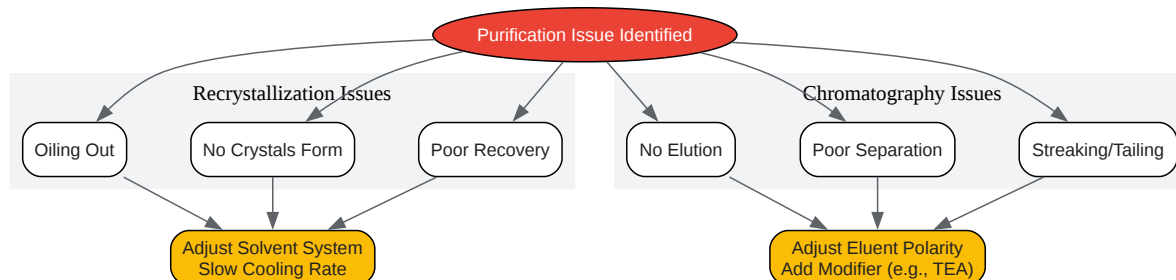 Purification Issue Identified
Recrystallization Issues
Chromatography Issues
Oiling Out
No Crystals Form
Poor Recovery
No Elution
Poor Separation
Streaking/Tailing
Adjust Solvent System
Slow Cooling Rate
Adjust Eluent Polarity
Add Modifier (e.g., TEA)